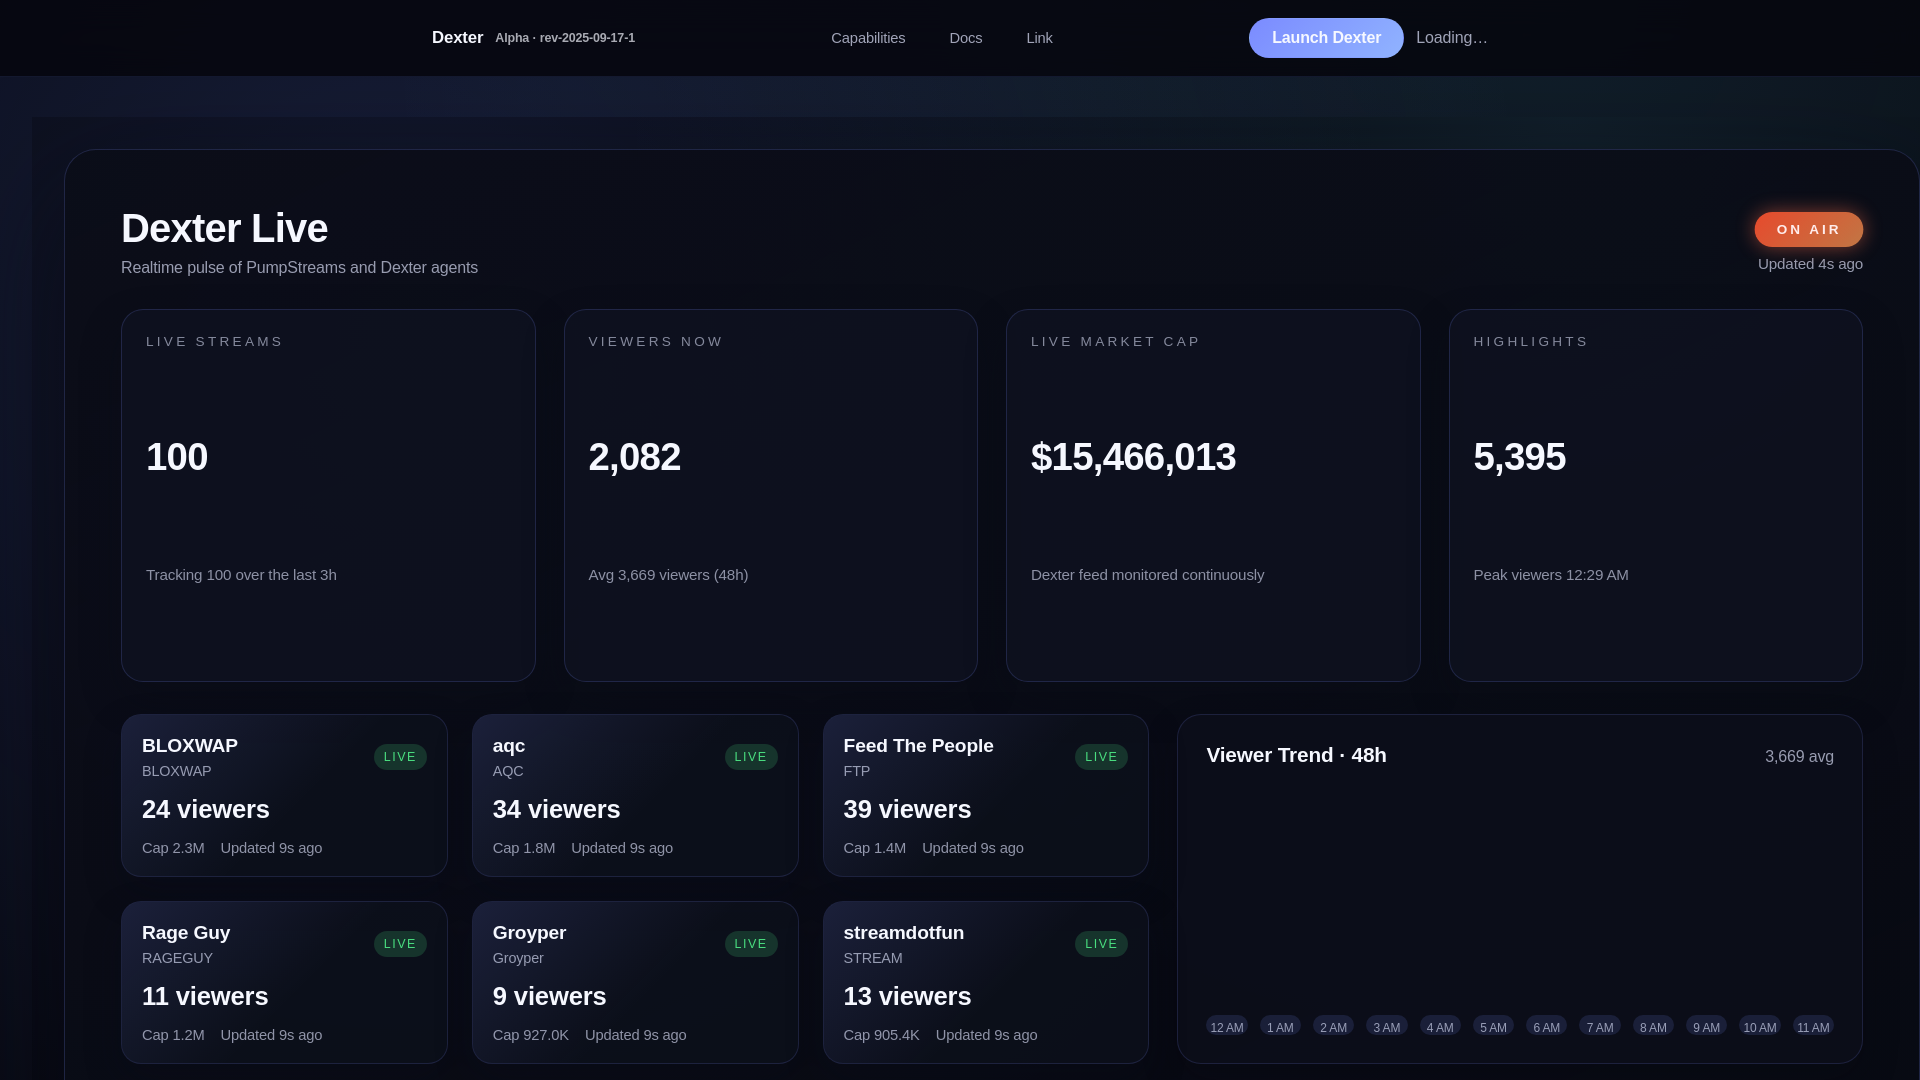 Dexter Alpha · rev-2025-09-17-1 Capabilities Docs Link Launch Dexter Loading…
Dexter Live
Realtime pulse of PumpStreams and Dexter agents
ON AIR
Updated 4s ago
LIVE STREAMS
100
Tracking 100 over the last 3h
VIEWERS NOW
2,082
Avg 3,669 viewers (48h)
LIVE MARKET CAP
$15,466,013
Dexter feed monitored continuously
HIGHLIGHTS
5,395
Peak viewers 12:29 AM
BLOXWAP
BLOXWAP
LIVE
24 viewers
Cap 2.3M Updated 9s ago
aqc
AQC
LIVE
34 viewers
Cap 1.8M Updated 9s ago
Feed The People
FTP
LIVE
39 viewers
Cap 1.4M Updated 9s ago
Rage Guy
RAGEGUY
LIVE
11 viewers
Cap 1.2M Updated 9s ago
Groyper
Groyper
LIVE
9 viewers
Cap 927.0K Updated 9s ago
streamdotfun
STREAM
LIVE
13 viewers
Cap 905.4K Updated 9s ago
Viewer Trend · 48h 3,669 avg
12 AM 1 AM 2 AM 3 AM 4 AM 5 AM 6 AM 7 AM 8 AM 9 AM 10 AM 11 AM